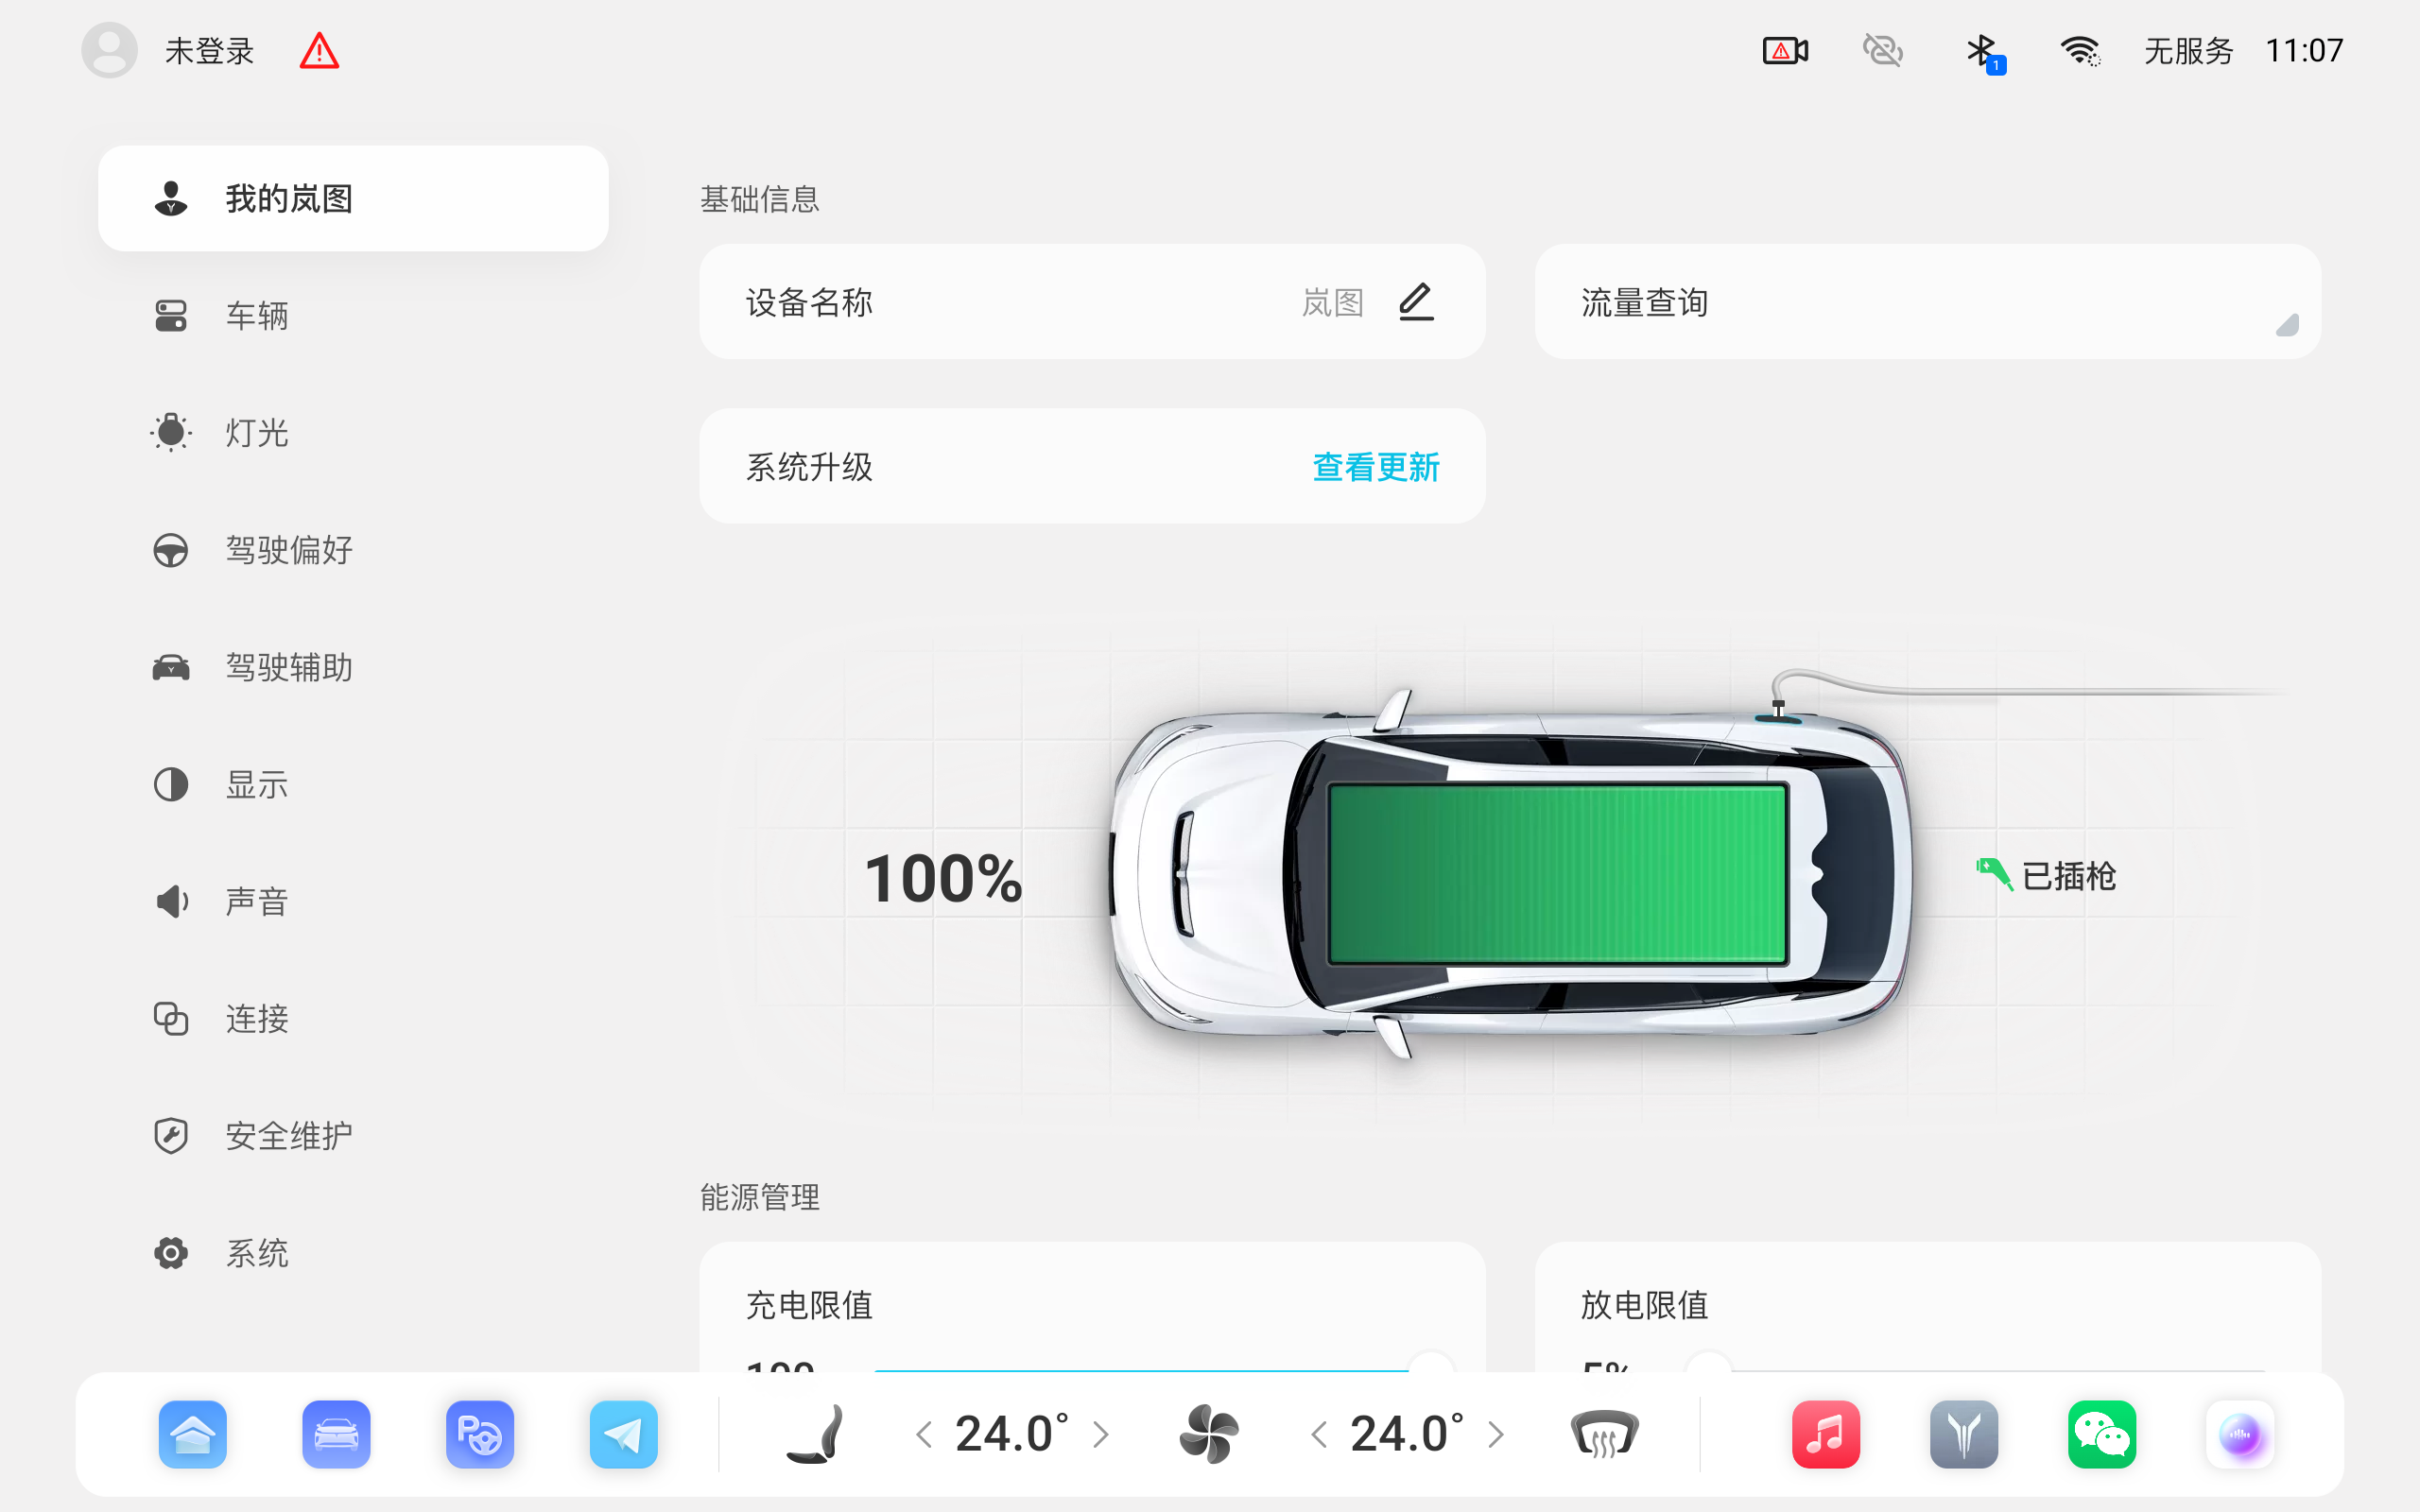 未登录
1
无服务 11:07
我的岚图
车辆
灯光
驾驶偏好
驾驶辅助
显示
声音
连接
安全维护
系统
基础信息
设备名称 岚图
流量查询
系统升级 查看更新
100%
已插枪
能源管理
充电限值
100
放电限值
5%
24.0°
24.0°